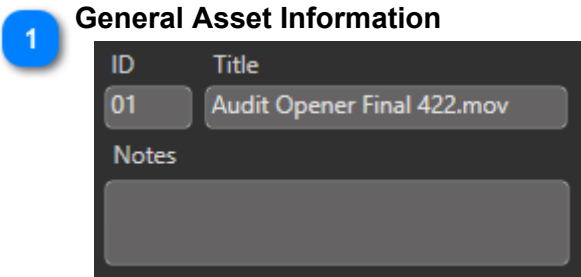 1
General Asset Information
ID Title
01 Audit Opener Final 422.mov
Notes